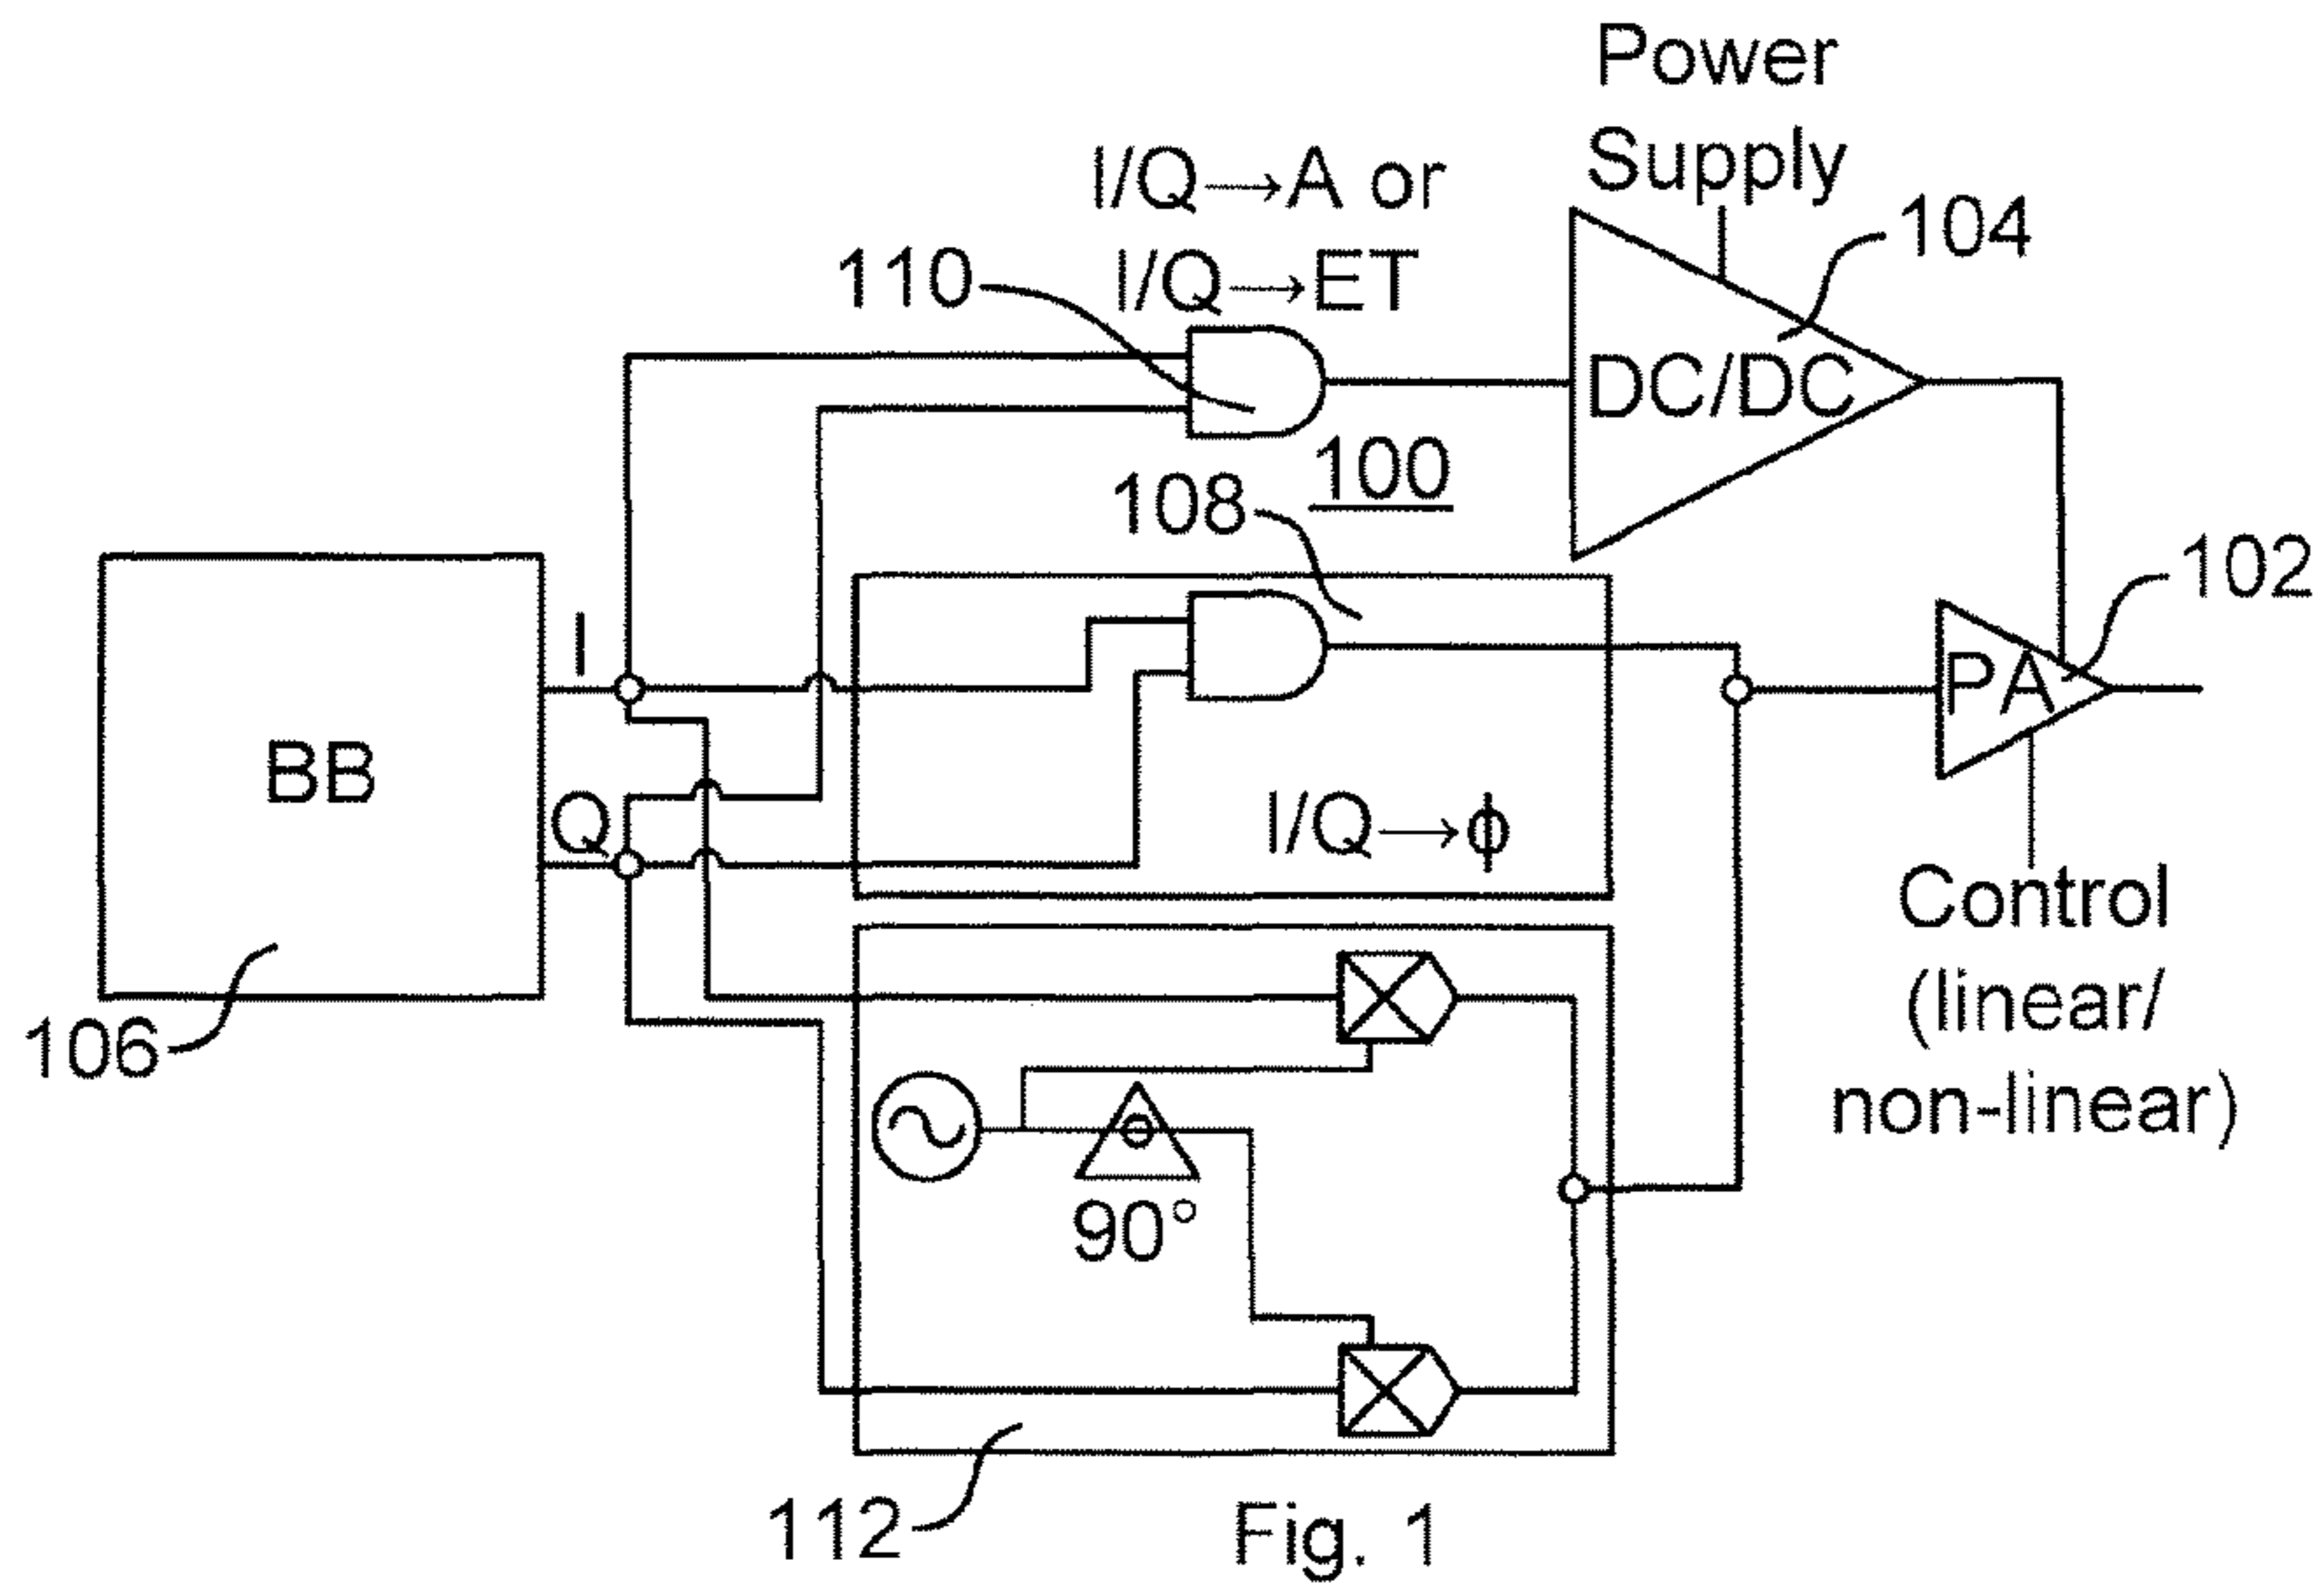 Power
Supply
I/Q→A or
I/Q→ET
110
104
DC/DC
100
108
102
I
PA
BB
Q
I/Q→ϕ
Control
(linear/
non-linear)
106
90°
112
Fig. 1